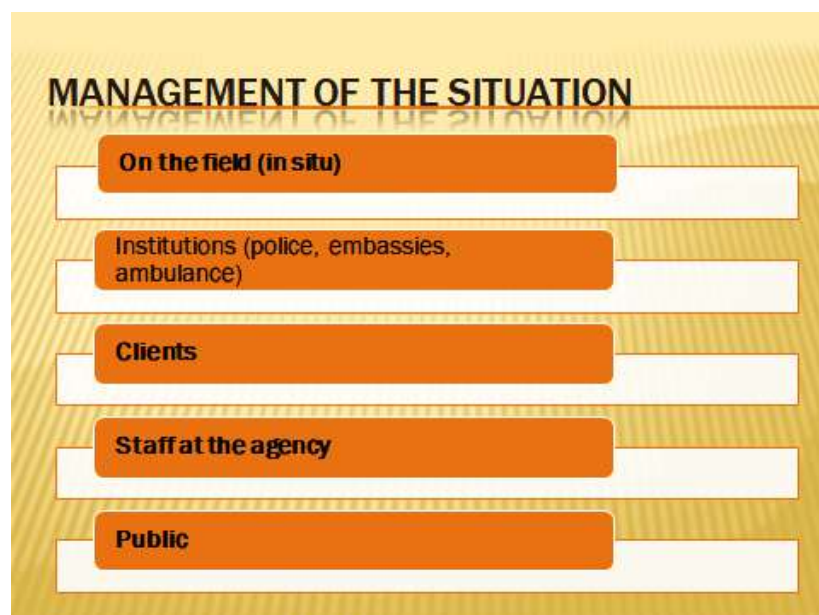 MANAGEMENT OF THE SITUATION
On the field (in situ)
Institutions (police, embassies,
ambulance)
Clients
Staff at the agency
Public